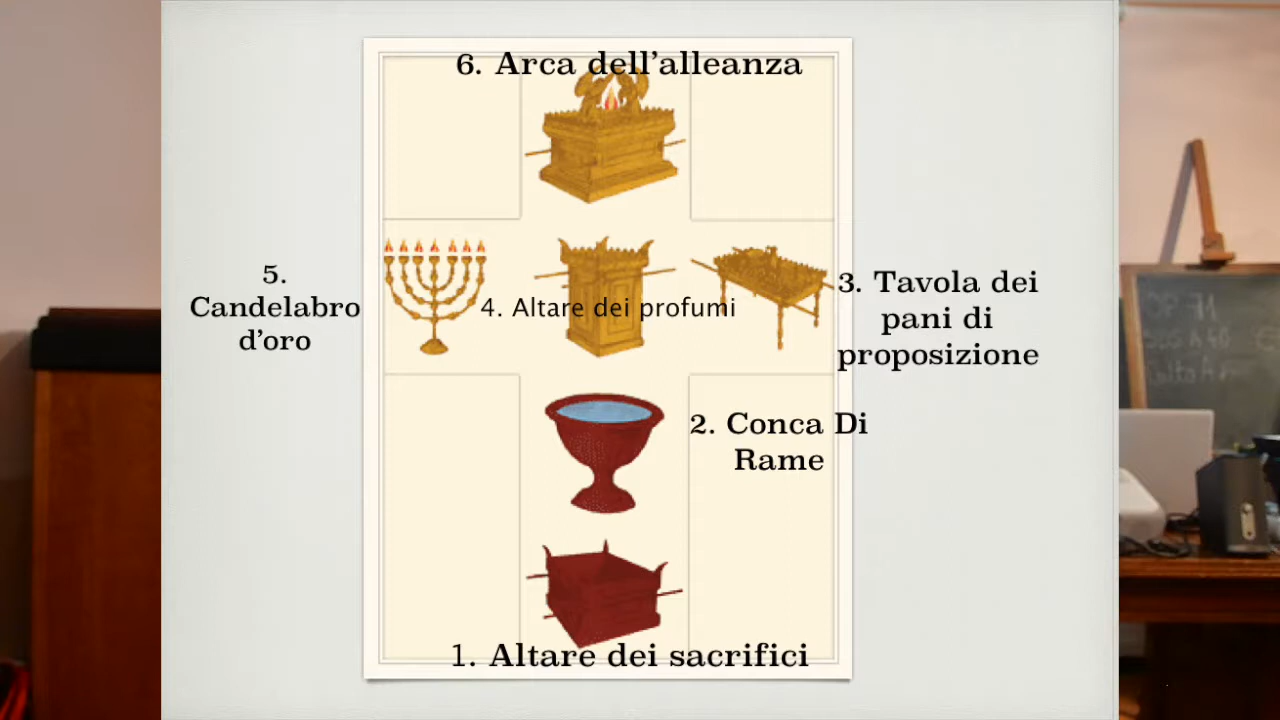 6. Arca dell'alleanza
5.
Candelabro
d'oro
4. Altare dei profumi
3. Tavola dei
pani di
proposizione
2. Conca Di
Rame
1. Altare dei sacrifici